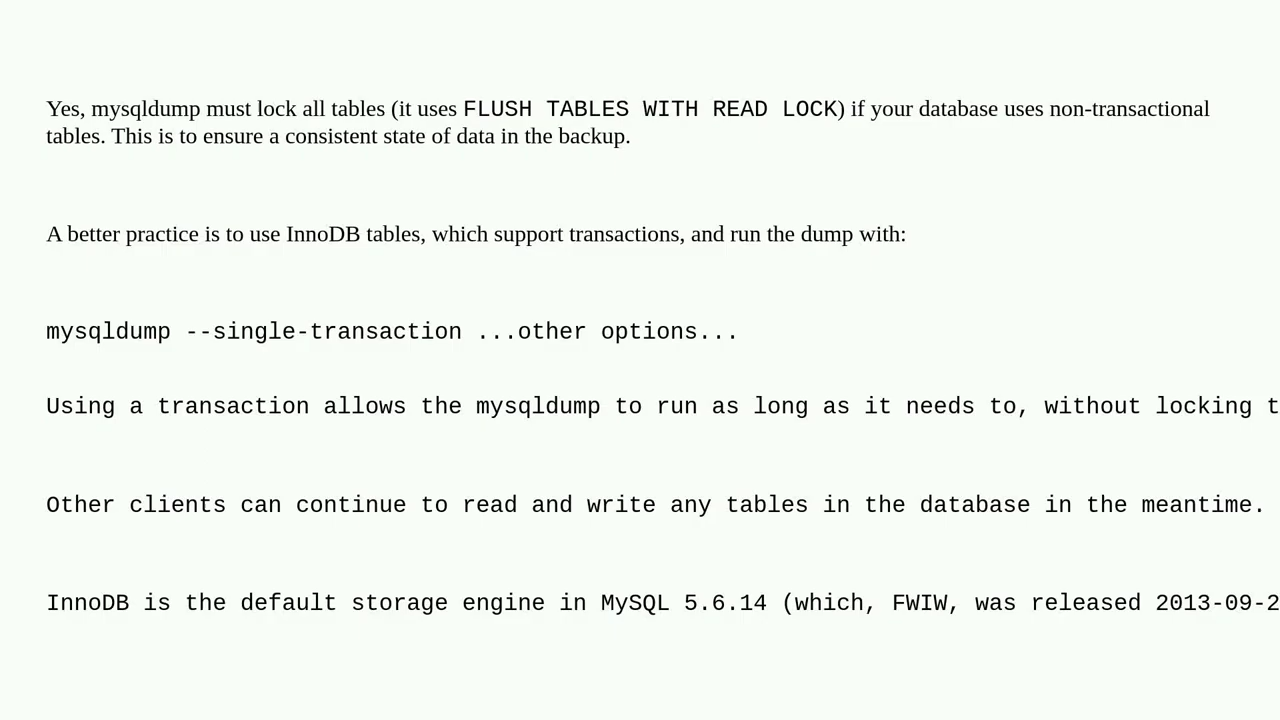 Yes, mysqldump must lock all tables (it uses FLUSH TABLES WITH READ LOCK) if your database uses non-transactional
tables. This is to ensure a consistent state of data in the backup.
A better practice is to use InnoDB tables, which support transactions, and run the dump with:
mysqldump --single-transaction ...other options...
Using a transaction allows the mysqldump to run as long as it needs to, without locking
Other clients can continue to read and write any tables in the database in the meantime.
InnoDB is the default storage engine in MySQL 5.6.14 (which, FWIW, was released